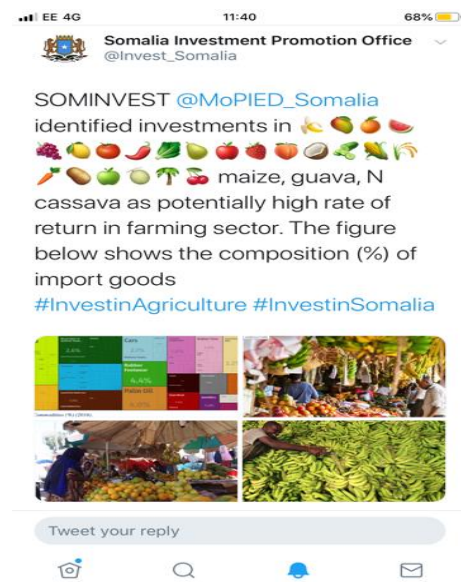 EE 4G 11:40 68%
Somalia Investment Promotion Office
@Invest_Somalia
SOMINVEST @MoPIED_Somalia
identified investments in 🍌 🥭 🍊 🍉
🍇 🍋 🍅 🌶 🥬 🍐 🍎 🍓 🍑 🥥 🥒 🌽 🌾
🥕 🥔 🍏 🍈 🌴 🍒 maize, guava, N
cassava as potentially high rate of
return in farming sector. The figure
below shows the composition (%) of
import goods
#InvestinAgriculture #InvestinSomalia
Cars
Rubber
Footwear
4.4%
Tweet your reply